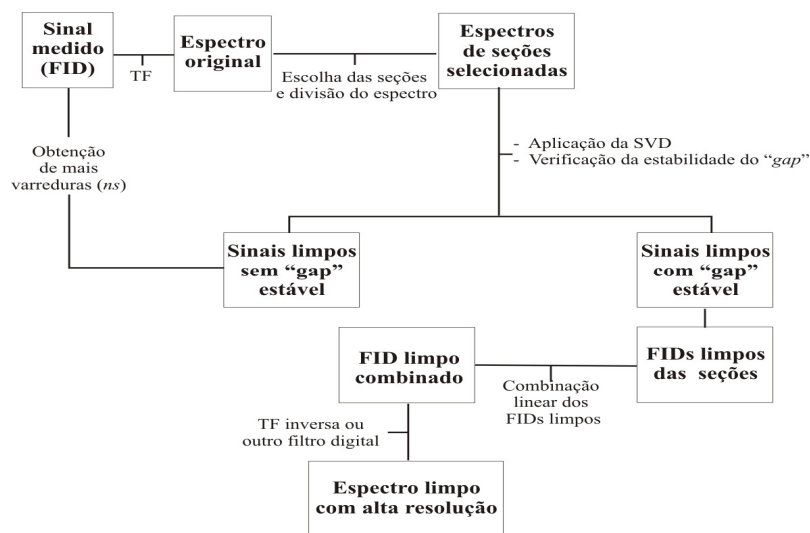 Sinal
medido
(FID)
TF
Espectro
original
Escolha das seções
e divisão do espectro
Espectros
de seções
selecionadas
- Aplicação da SVD
- Verificação da estabilidade do “gap”
Obtenção
de mais
varreduras (ns)
Sinais limpos
sem “gap”
estável
Sinais limpos
com “gap”
estável
FIDs limpos
das seções
Combinação
linear dos
FIDs limpos
FID limpo
combinado
TF inversa ou
outro filtro digital
Espectro limpo
com alta resolução